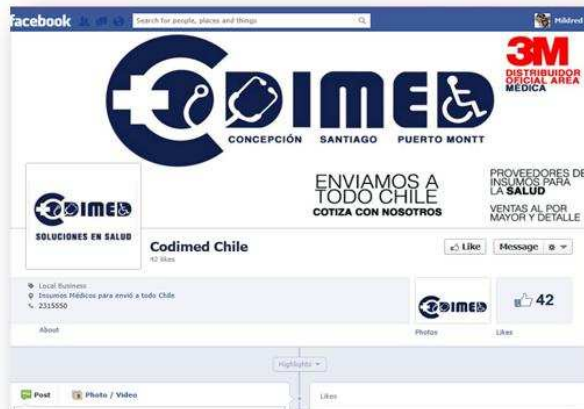 facebook
Search for people, places and things
Mildred
CODIMED
CONCEPCIÓN SANTIAGO PUERTO MONTT
3M
DISTRIBUIDOR
OFICIAL AREA
MÉDICA
ENVIAMOS A
TODO CHILE
COTIZA CON NOSOTROS
PROVEEDORES DE
INSUMOS PARA
LA SALUD
VENTAS AL POR
MAYOR Y DETALLE
CODIMED
SOLUCIONES EN SALUD
Codimed Chile
42 likes
Like
Message
Local Business
Insumos Médicos para envió a todo Chile
2315550
About
CODIMED
Photos
42
Likes
Highlights
Post
Photo / Video
Likes